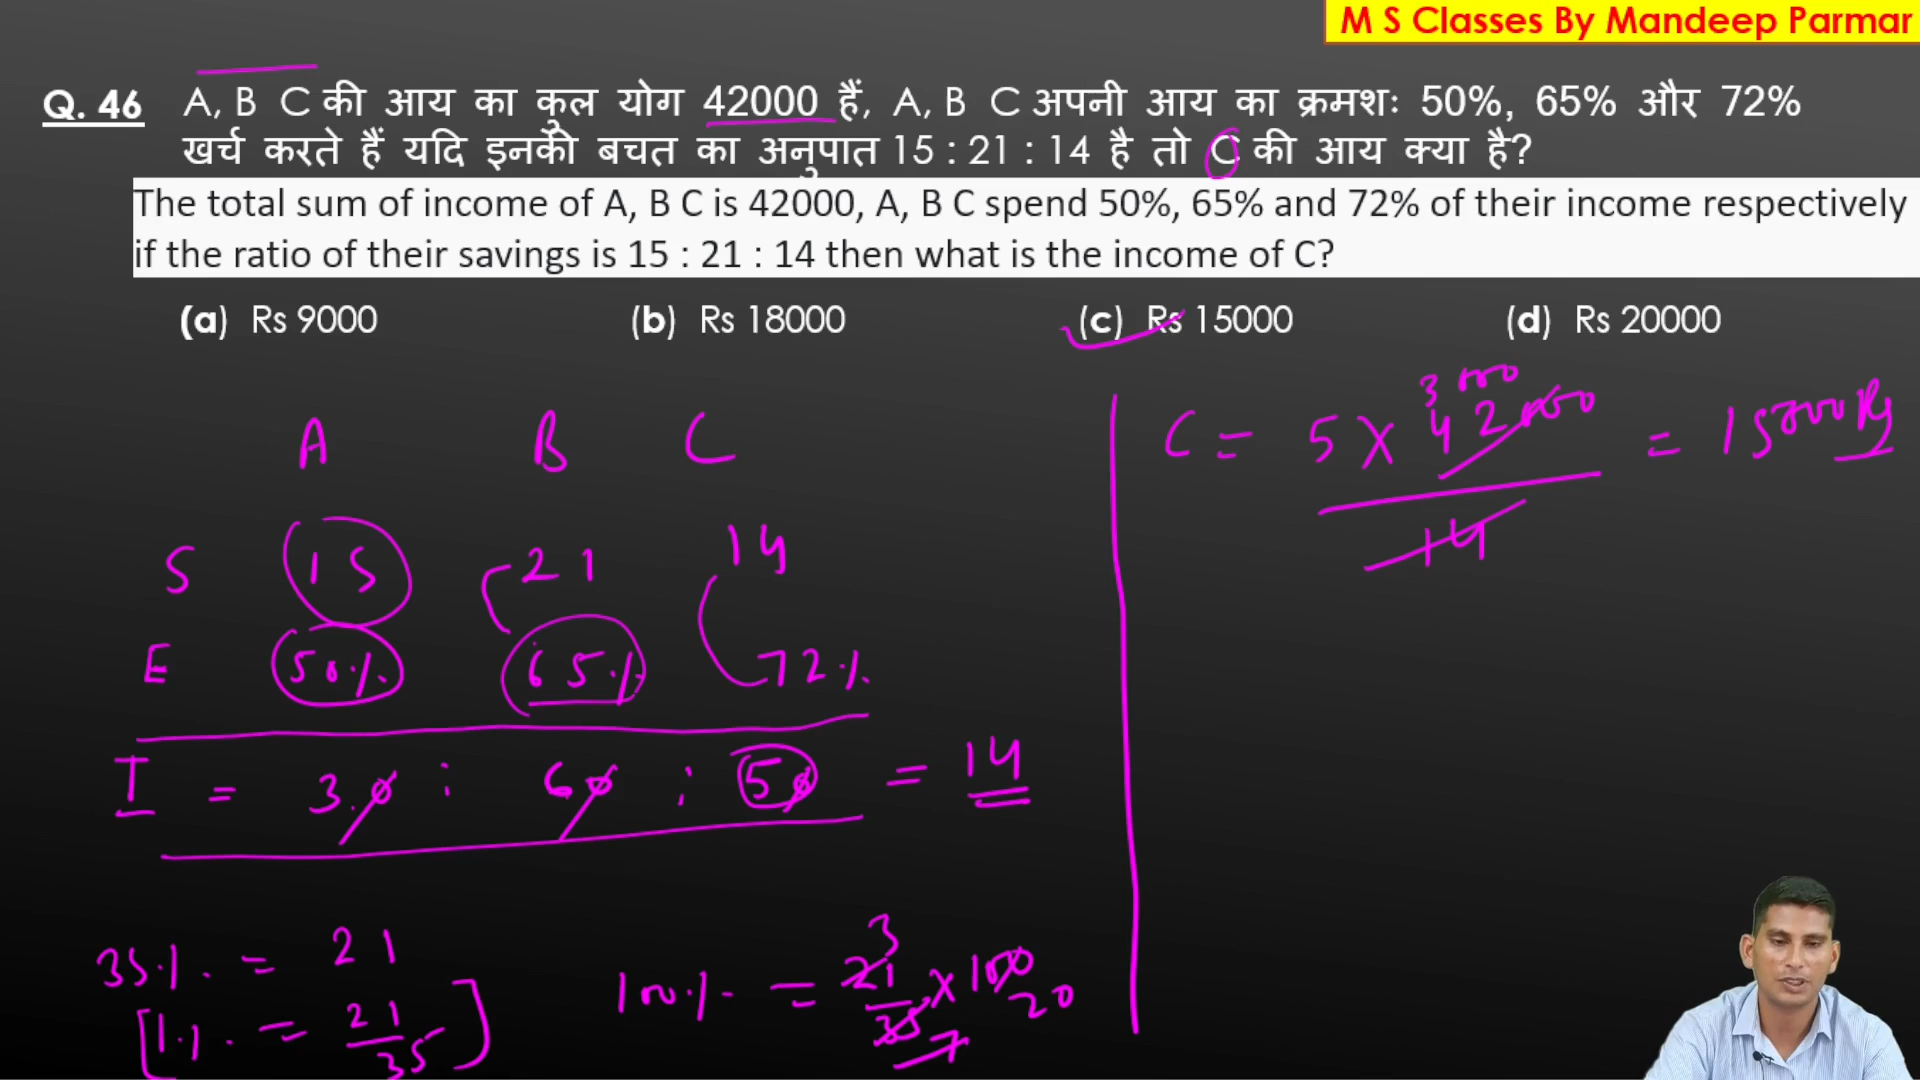 M S Classes By Mandeep Parmar
Q. 46 A, B C की आय का कुल योग 42000 हैं, A, B C अपनी आय का क्रमशः 50%, 65% और 72%
खर्च करते हैं यदि इनकी बचत का अनुपात 15 : 21 : 14 है तो C की आय क्या है?
The total sum of income of A, B C is 42000, A, B C spend 50%, 65% and 72% of their income respectively
if the ratio of their savings is 15 : 21 : 14 then what is the income of C?
(a) Rs 9000 (b) Rs 18000 (c) Rs 15000 (d) Rs 20000
A B C
S 15 21 14
E 50% 65% 72%
I = 30 : 60 : 50 = 14
35% = 21
[1% = 21/35]
100% = 21/35 x 100
3
7
20
C = 5 x 42000 / 14 = 15000 Rs
3000